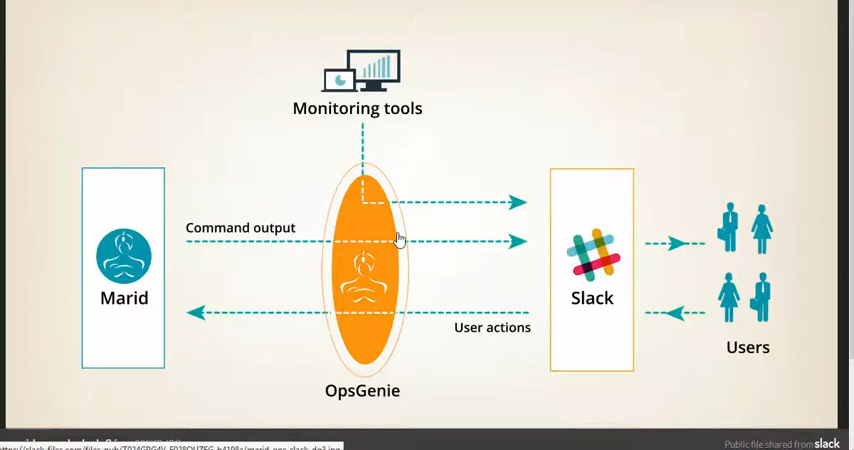 Monitoring tools
Command output
Marid
Slack
User actions
Users
OpsGenie
Public file shared from slack